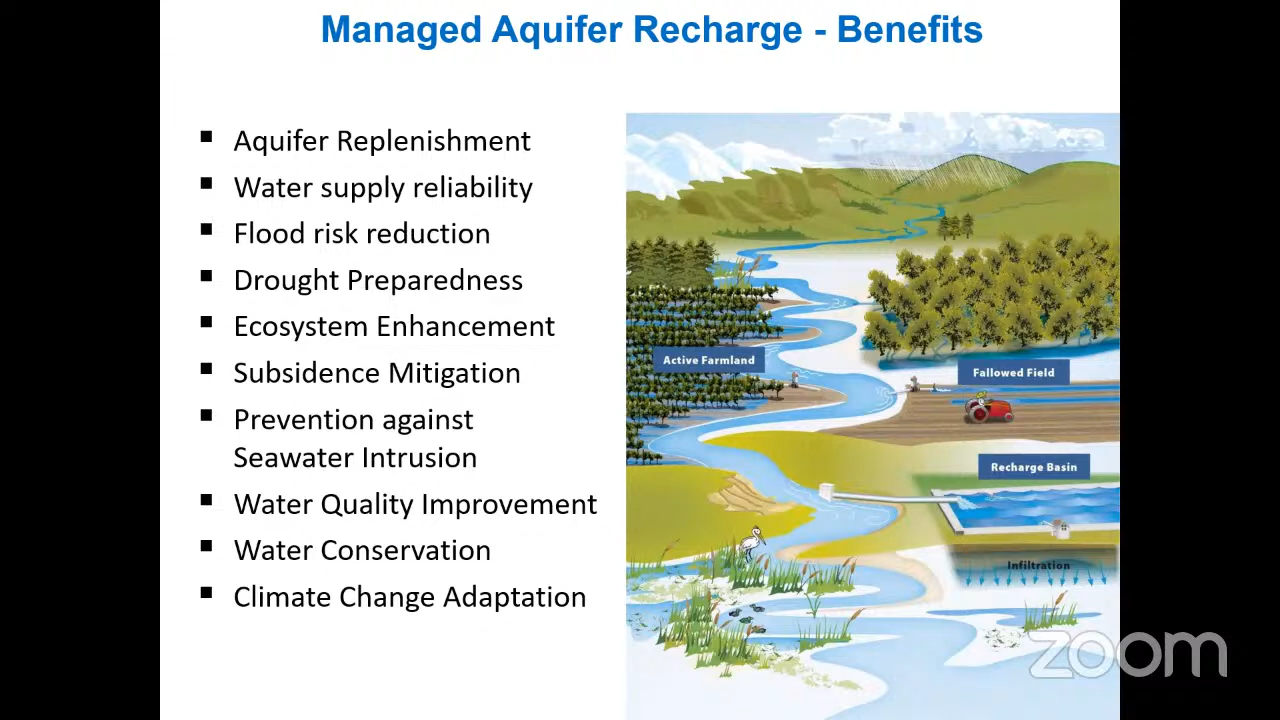 Managed Aquifer Recharge - Benefits
▪ Aquifer Replenishment
▪ Water supply reliability
▪ Flood risk reduction
▪ Drought Preparedness
▪ Ecosystem Enhancement
▪ Subsidence Mitigation
▪ Prevention against
Seawater Intrusion
▪ Water Quality Improvement
▪ Water Conservation
▪ Climate Change Adaptation
Active Farmland
Fallowed Field
Recharge Basin
Infiltration
zoom